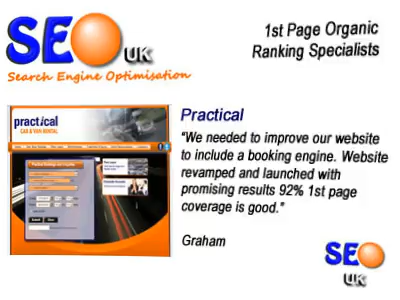 SEO UK
Search Engine Optimisation
1st Page Organic
Ranking Specialists
practical
CAR & VAN RENTAL
Practical
“We needed to improve our website
to include a booking engine. Website
revamped and launched with
promising results 92% 1st page
coverage is good.”
Graham
SEO
UK